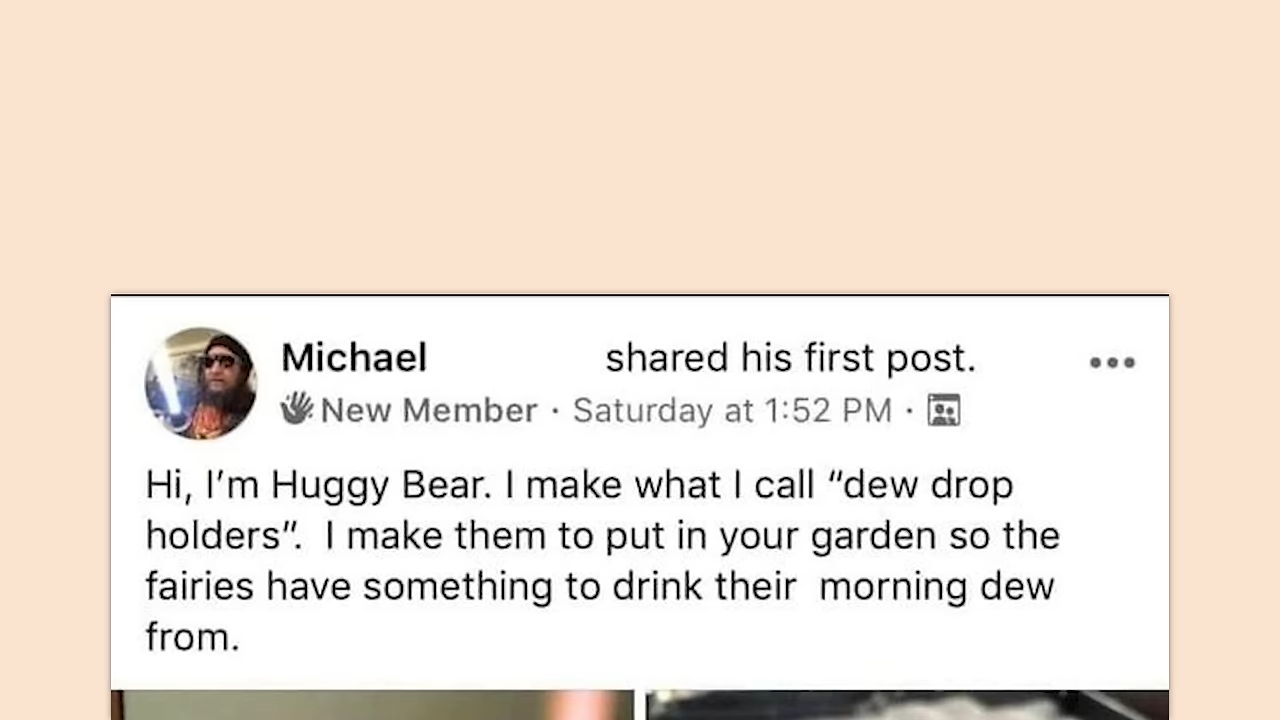 Michael shared his first post.
New Member · Saturday at 1:52 PM ·
Hi, I’m Huggy Bear. I make what I call “dew drop
holders”.  I make them to put in your garden so the
fairies have something to drink their  morning dew
from.